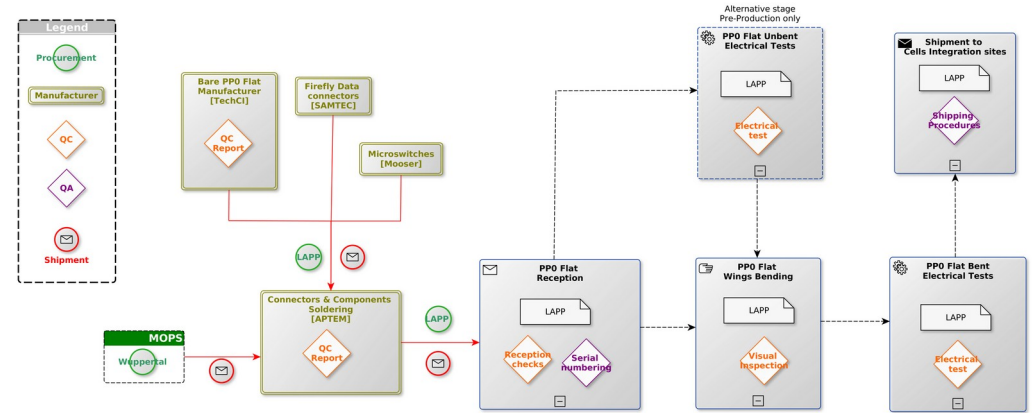 Legend
Procurement
Manufacturer
QC
QA
Shipment
Bare PP0 Flat
Manufacturer
[TechCI]
QC
Report
Firefly Data
connectors
[SAMTEC]
Microswitches
[Mooser]
LAPP
MOPS
Wuppertal
Connectors & Components
Soldering
[APTEM]
QC
Report
LAPP
PP0 Flat
Reception
LAPP
Reception
checks
Serial
numbering
Alternative stage
Pre-Production only
PP0 Flat Unbent
Electrical Tests
LAPP
Electrical
test
PP0 Flat
Wings Bending
LAPP
Visual
inspection
PP0 Flat Bent
Electrical Tests
LAPP
Electrical
test
Shipment to
Cells Integration sites
LAPP
Shipping
Procedures